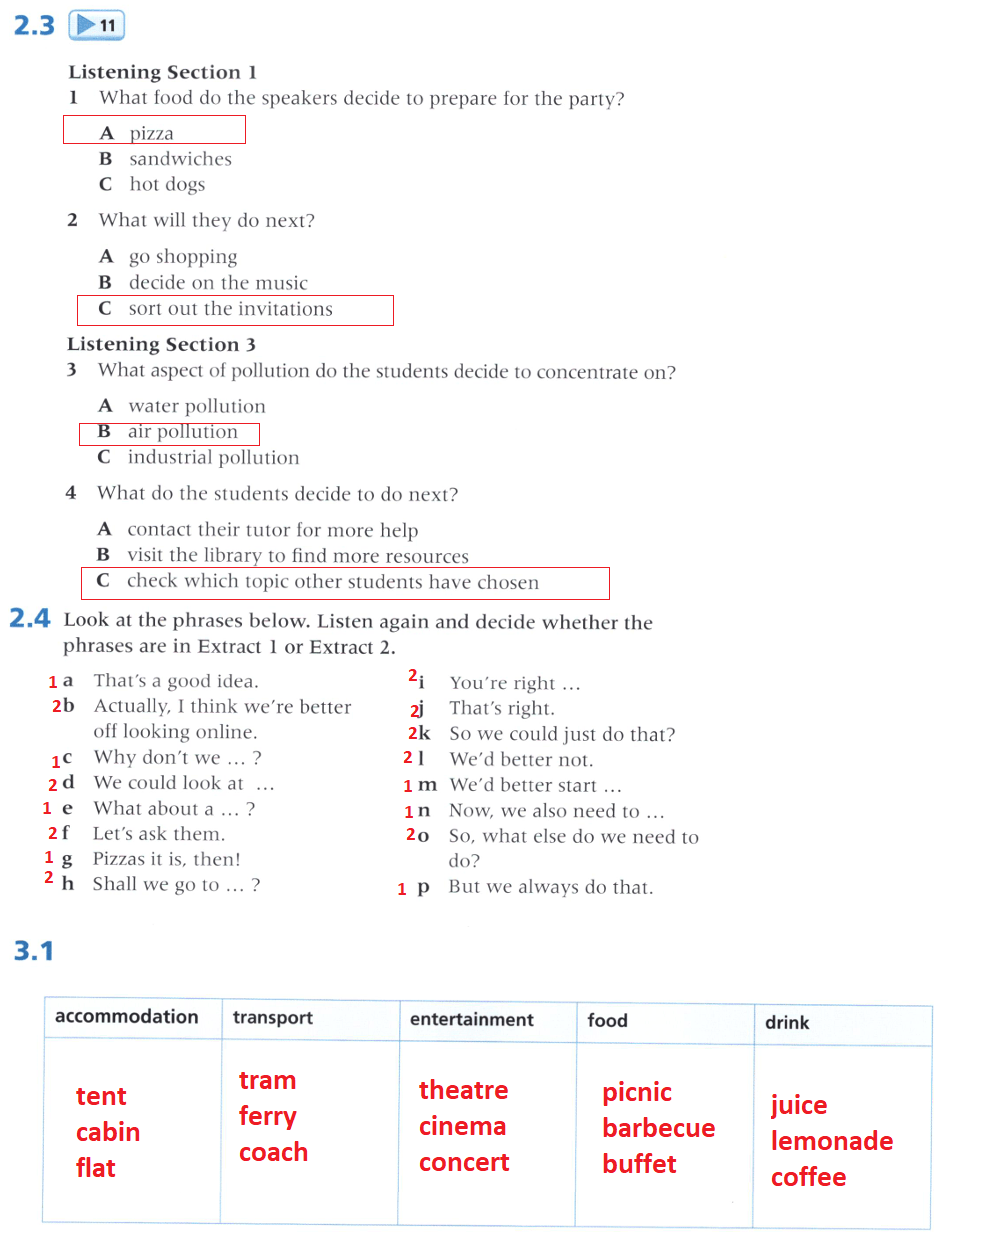 2.3 11
Listening Section 1
1 What food do the speakers decide to prepare for the party?
A pizza
B sandwiches
C hot dogs
2 What will they do next?
A go shopping
B decide on the music
C sort out the invitations
Listening Section 3
3 What aspect of pollution do the students decide to concentrate on?
A water pollution
B air pollution
C industrial pollution
4 What do the students decide to do next?
A contact their tutor for more help
B visit the library to find more resources
C check which topic other students have chosen
2.4 Look at the phrases below. Listen again and decide whether the
phrases are in Extract 1 or Extract 2.
1 a That's a good idea.
2 b Actually, I think we're better
off looking online.
1 c Why don't we ... ?
2 d We could look at ...
1 e What about a ... ?
2 f Let's ask them.
1 g Pizzas it is, then!
2 h Shall we go to ... ?
2 i You're right ...
2 j That's right.
2 k So we could just do that?
2 l We'd better not.
1 m We'd better start ...
1 n Now, we also need to ...
2 o So, what else do we need to
do?
1 p But we always do that.
3.1
accommodation transport entertainment food drink
tent tram theatre picnic juice
cabin ferry cinema barbecue lemonade
flat coach concert buffet coffee